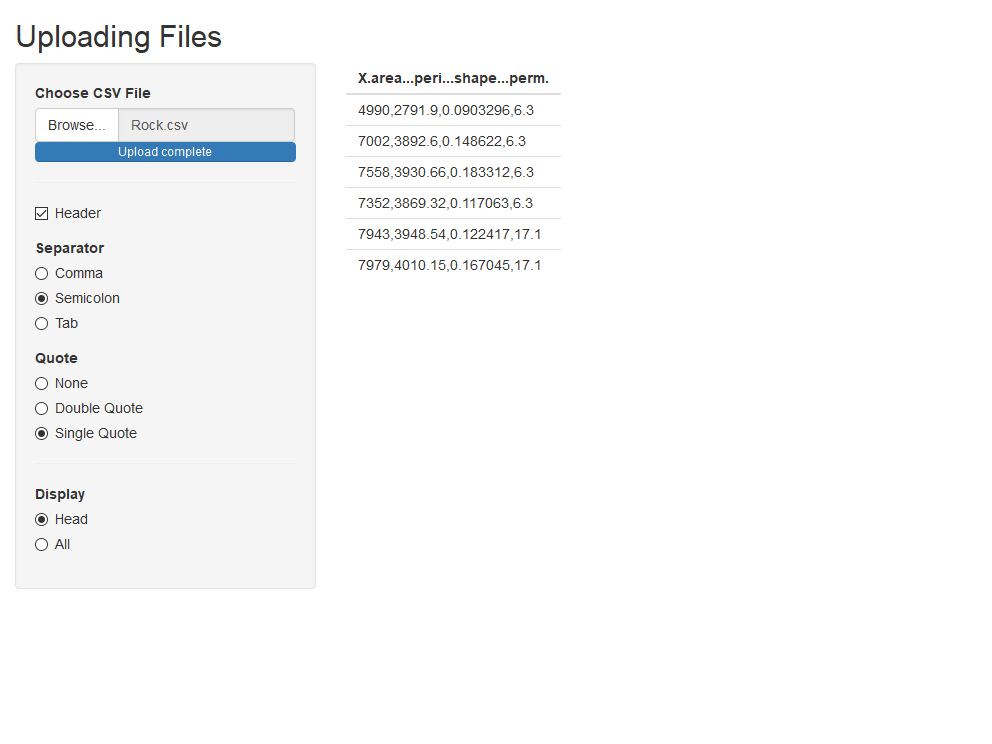 Uploading Files
Choose CSV File
Browse... Rock.csv
Upload complete
Header
Separator
Comma
Semicolon
Tab
Quote
None
Double Quote
Single Quote
Display
Head
All
X.area...peri...shape...perm.
4990,2791.9,0.0903296,6.3
7002,3892.6,0.148622,6.3
7558,3930.66,0.183312,6.3
7352,3869.32,0.117063,6.3
7943,3948.54,0.122417,17.1
7979,4010.15,0.167045,17.1